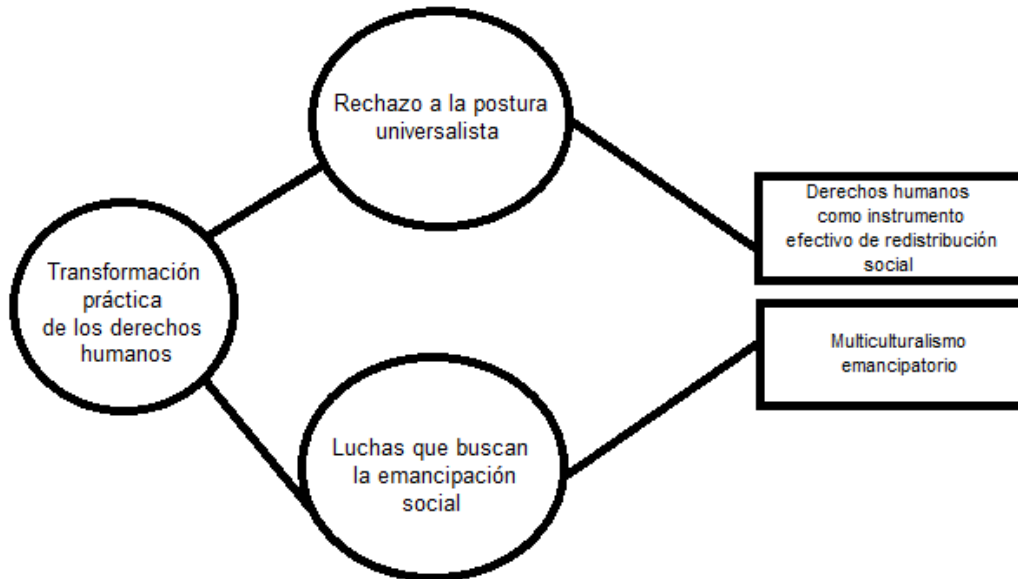 Rechazo a la postura
universalista
Derechos humanos
como instrumento
efectivo de redistribución
social
Transformación
práctica
de los derechos
humanos
Multiculturalismo
emancipatorio
Luchas que buscan
la emancipación
social